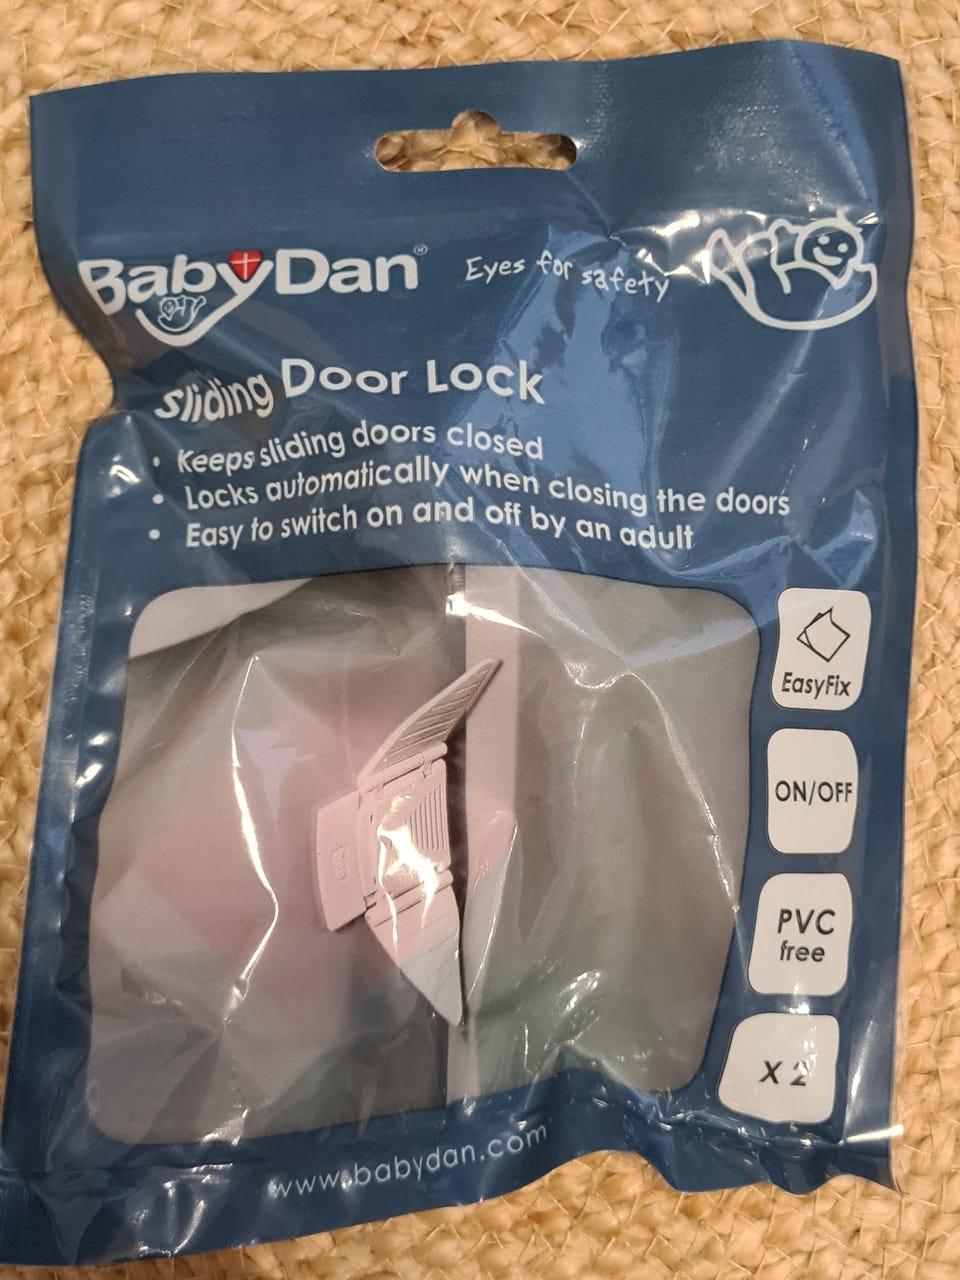 BabyDan®
Eyes for safety
Sliding Door Lock
• Keeps sliding doors closed
• Locks automatically when closing the doors
• Easy to switch on and off by an adult
EasyFix
ON/OFF
PVC
free
X 2
www.babydan.com